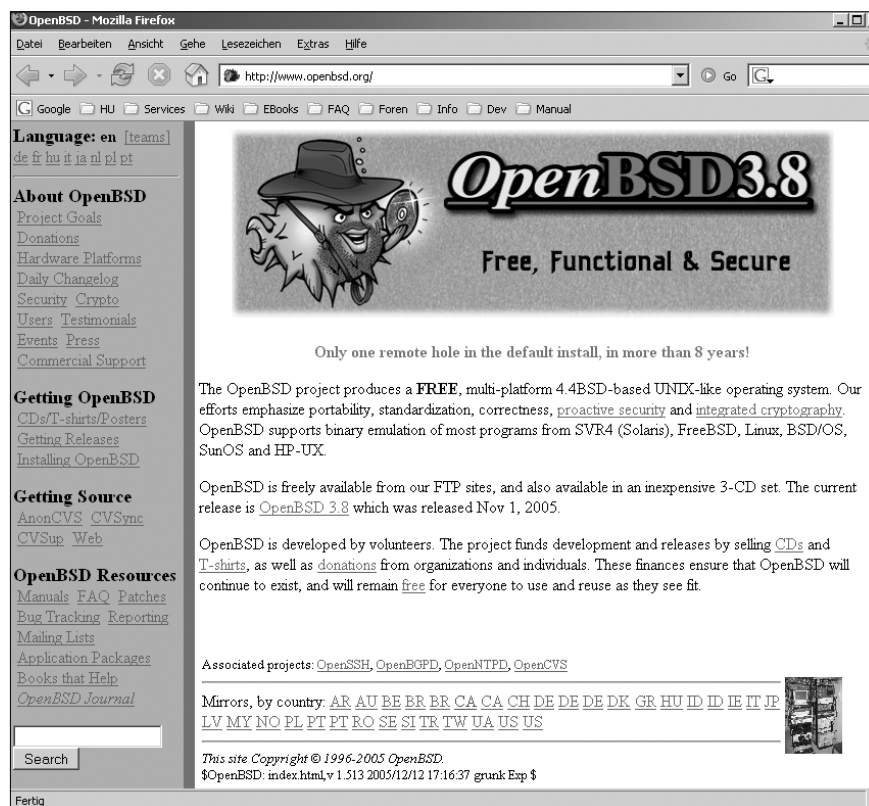 OpenBSD - Mozilla Firefox
Datei Bearbeiten Ansicht Gehe Lesezeichen Extras Hilfe
http://www.openbsd.org/ Go G
G Google HU Services Wiki EBooks FAQ Foren Info Dev Manual
Language: en [teams]
de fr hu it ja nl pl pt
About OpenBSD
Project Goals
Donations
Hardware Platforms
Daily Changelog
Security Crypto
Users Testimonials
Events Press
Commercial Support
Getting OpenBSD
CDs/T-shirts/Posters
Getting Releases
Installing OpenBSD
Getting Source
AnonCVS CVSync
CVSup Web
OpenBSD Resources
Manuals FAQ Patches
Bug Tracking Reporting
Mailing Lists
Application Packages
Books that Help
OpenBSD Journal
Search
OpenBSD3.8
Free, Functional & Secure
Only one remote hole in the default install, in more than 8 years!
The OpenBSD project produces a FREE, multi-platform 4.4BSD-based UNIX-like operating system. Our
efforts emphasize portability, standardization, correctness, proactive security and integrated cryptography.
OpenBSD supports binary emulation of most programs from SVR4 (Solaris), FreeBSD, Linux, BSD/OS,
SunOS and HP-UX.
OpenBSD is freely available from our FTP sites, and also available in an inexpensive 3-CD set. The current
release is OpenBSD 3.8 which was released Nov 1, 2005.
OpenBSD is developed by volunteers. The project funds development and releases by selling CDs and
T-shirts, as well as donations from organizations and individuals. These finances ensure that OpenBSD will
continue to exist, and will remain free for everyone to use and reuse as they see fit.
Associated projects: OpenSSH, OpenBGPD, OpenNTPD, OpenCVS
Mirrors, by country: AR AU BE BR BR CA CA CH DE DE DE DK GR HU ID ID IE IT JP
LV MY NO PL PT PT RO SE SI TR TW UA US US
This site Copyright © 1996-2005 OpenBSD.
$OpenBSD: index.html,v 1.513 2005/12/12 17:16:37 grunk Exp $
Fertig